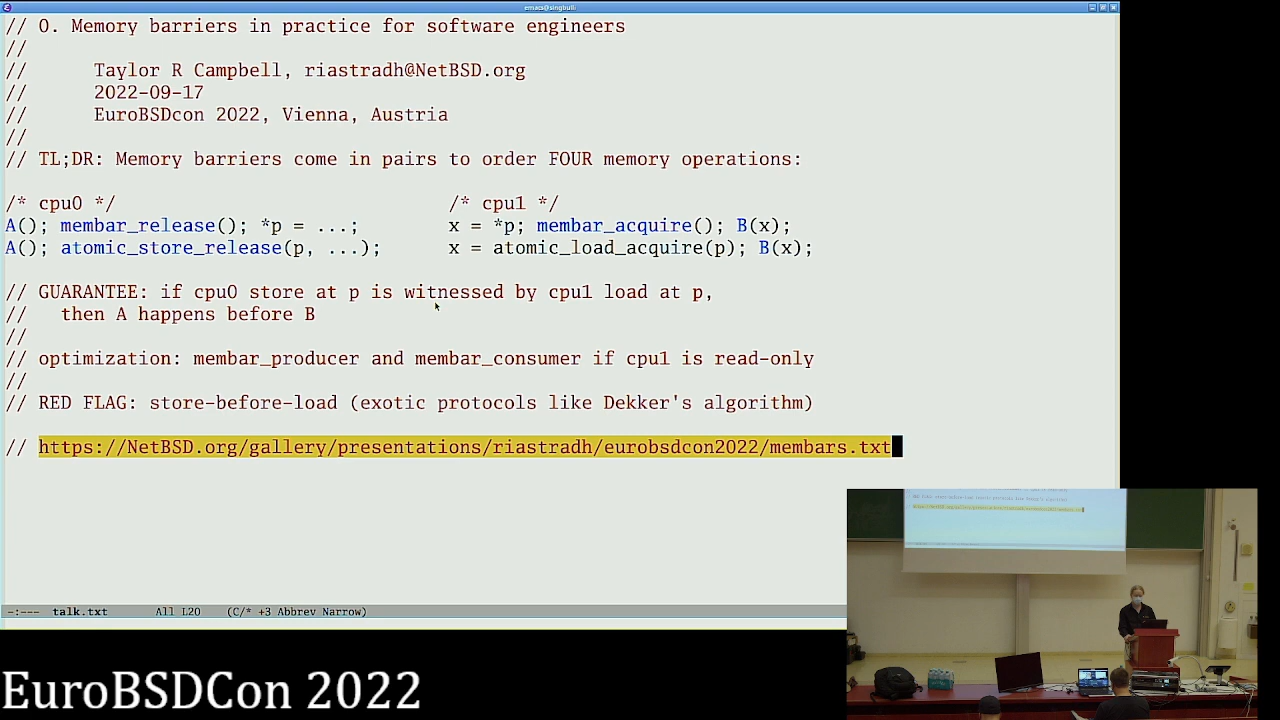 emacs@singbulli
// 0. Memory barriers in practice for software engineers
//
// Taylor R Campbell, riastradh@NetBSD.org
// 2022-09-17
// EuroBSDcon 2022, Vienna, Austria
//
// TL;DR: Memory barriers come in pairs to order FOUR memory operations:
/* cpu0 */ /* cpu1 */
A(); membar_release(); *p = ...; x = *p; membar_acquire(); B(x);
A(); atomic_store_release(p, ...); x = atomic_load_acquire(p); B(x);
// GUARANTEE: if cpu0 store at p is witnessed by cpu1 load at p,
// then A happens before B
//
// optimization: membar_producer and membar_consumer if cpu1 is read-only
//
// RED FLAG: store-before-load (exotic protocols like Dekker's algorithm)
// https://NetBSD.org/gallery/presentations/riastradh/eurobsdcon2022/membars.txt
-:--- talk.txt All L20 (C/* +3 Abbrev Narrow)
EuroBSDCon 2022